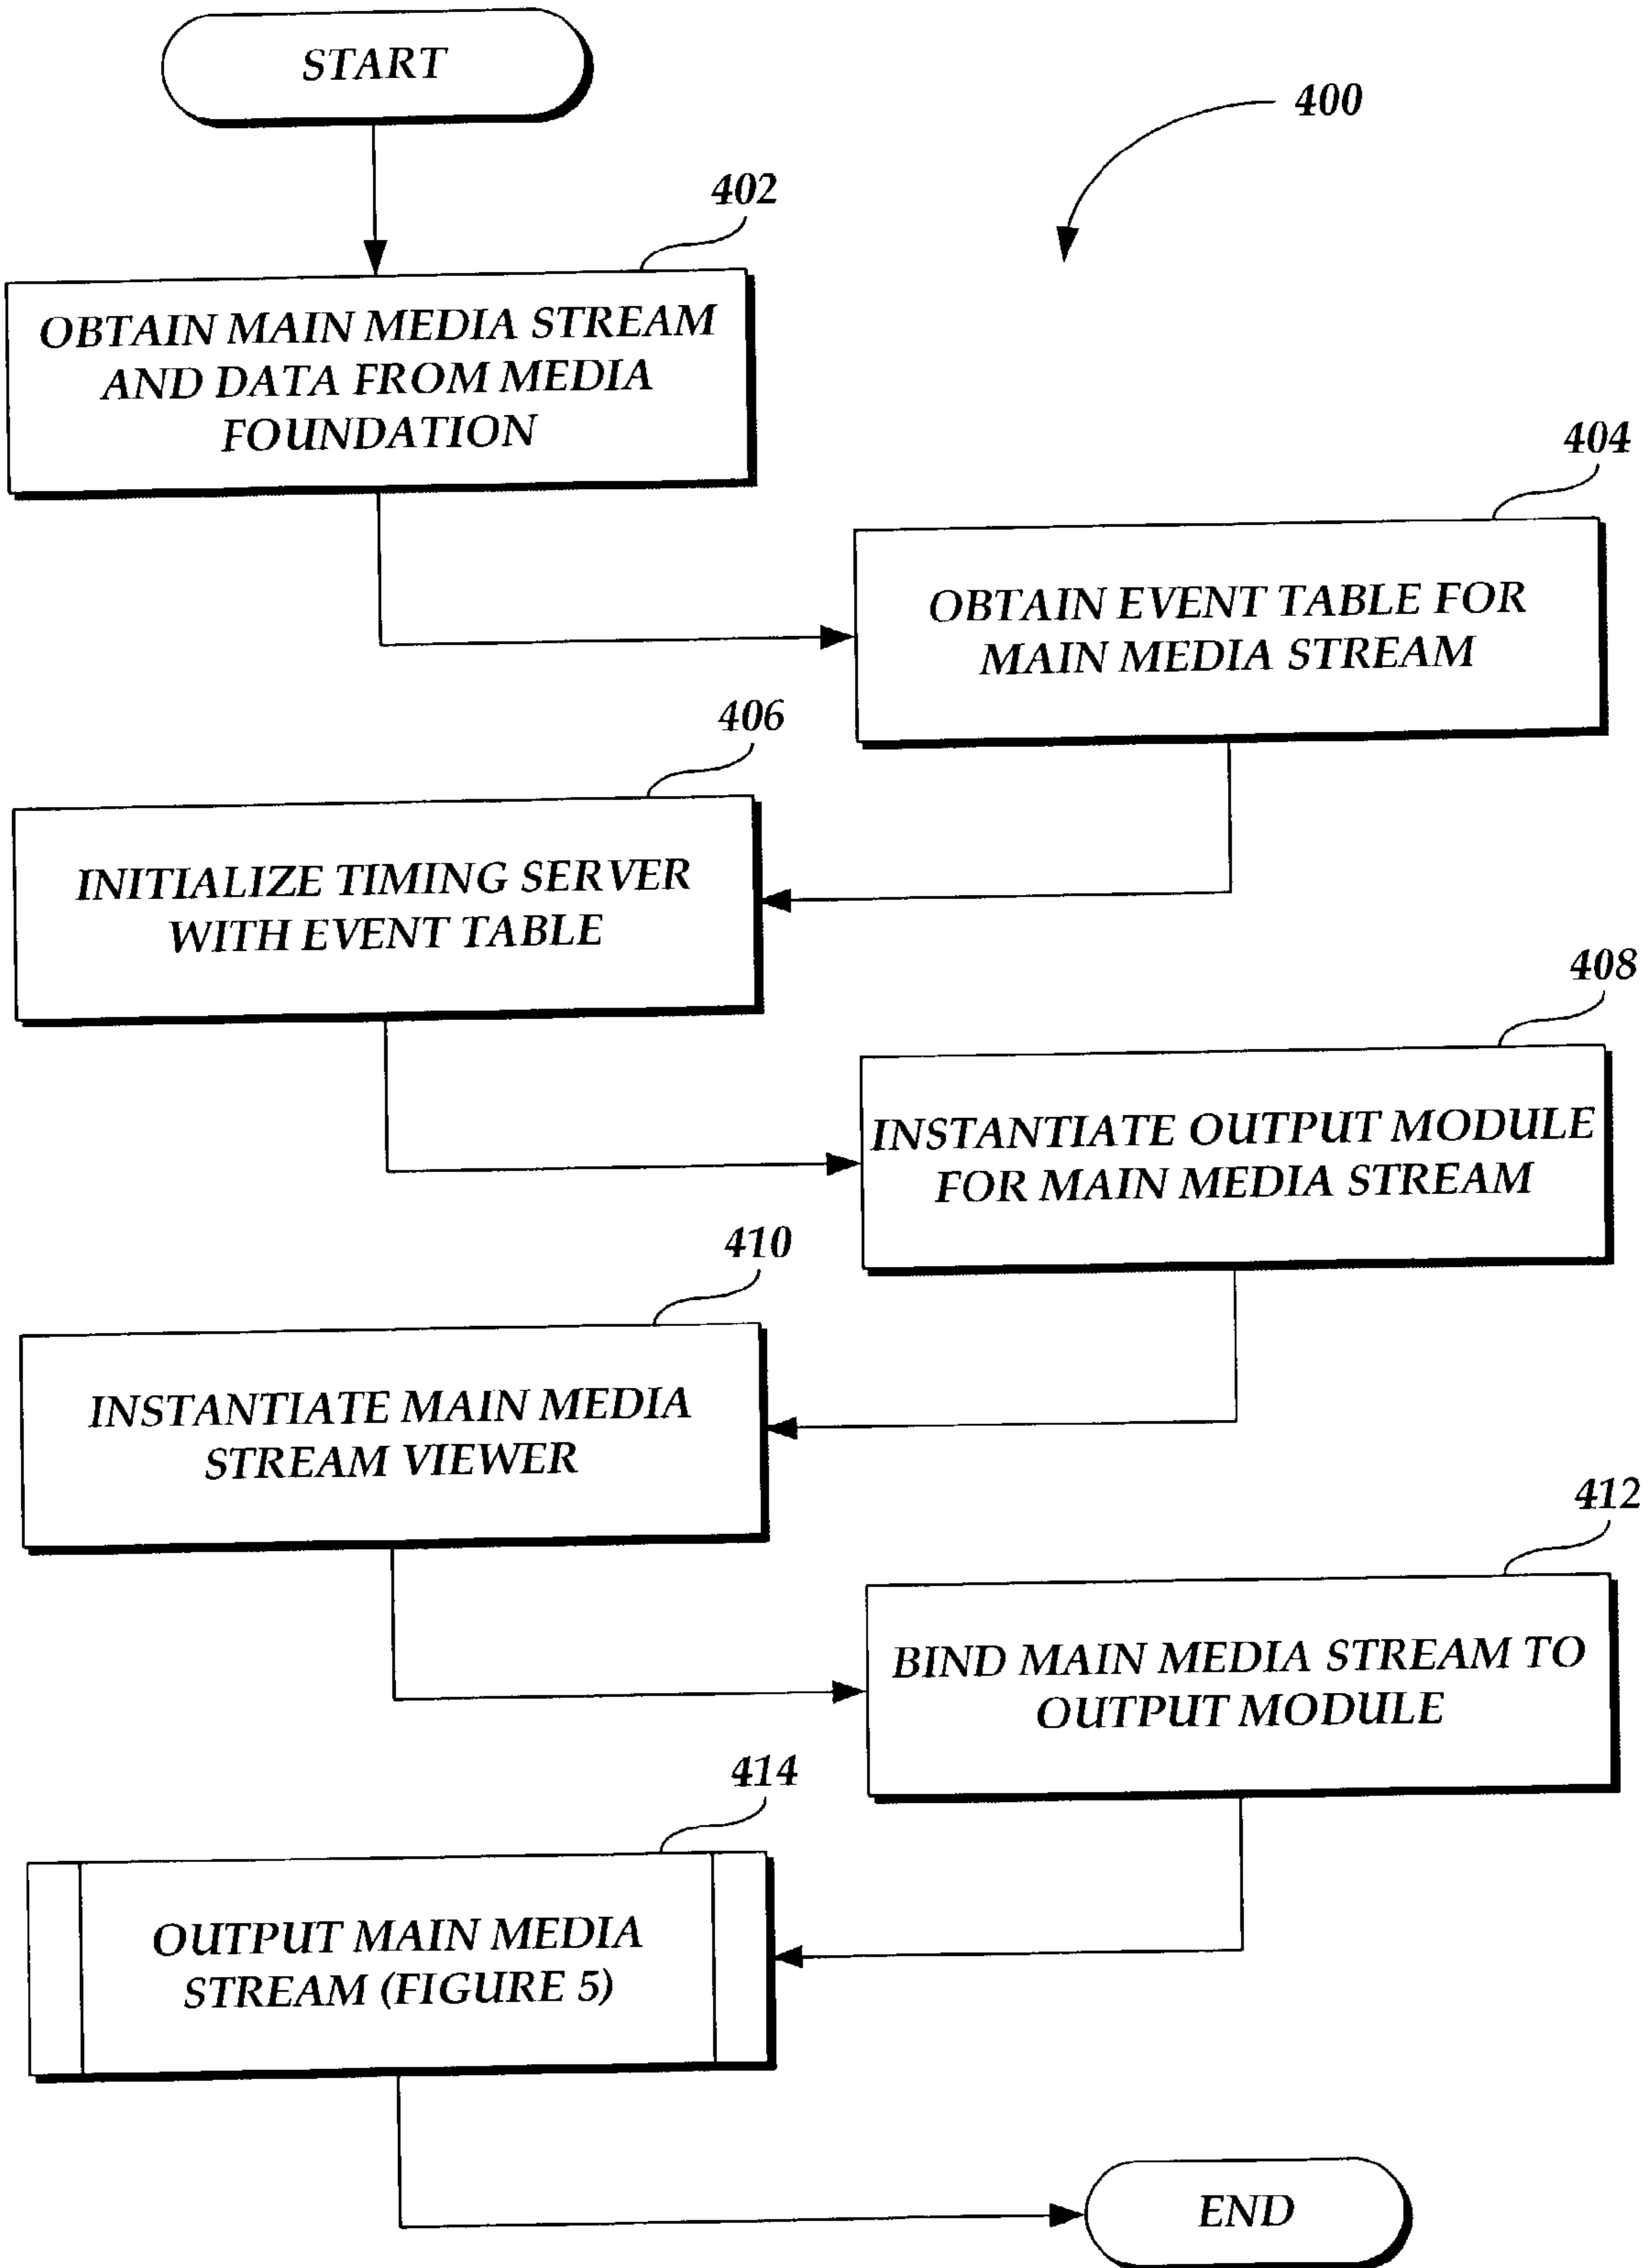 START
400
402
OBTAIN MAIN MEDIA STREAM
AND DATA FROM MEDIA
FOUNDATION
404
OBTAIN EVENT TABLE FOR
MAIN MEDIA STREAM
406
INITIALIZE TIMING SERVER
WITH EVENT TABLE
408
INSTANTIATE OUTPUT MODULE
FOR MAIN MEDIA STREAM
410
INSTANTIATE MAIN MEDIA
STREAM VIEWER
412
BIND MAIN MEDIA STREAM TO
OUTPUT MODULE
414
OUTPUT MAIN MEDIA
STREAM (FIGURE 5)
END